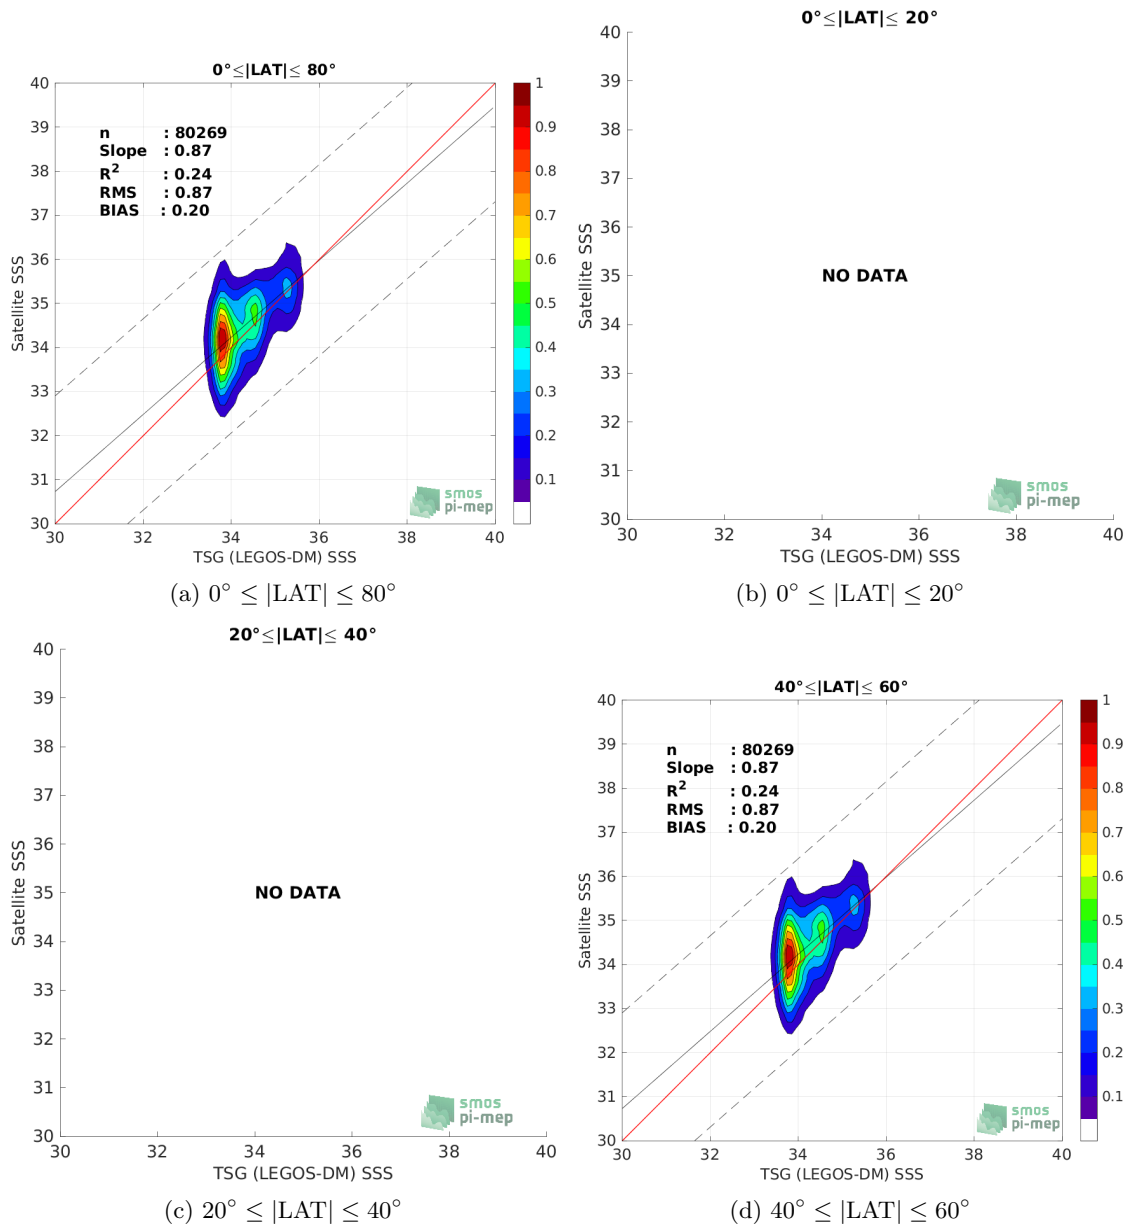 0°≤|LAT|≤ 80°
40
39
38
37
36
35
34
33
32
31
30
Satellite SSS
n : 80269
Slope : 0.87
R² : 0.24
RMS : 0.87
BIAS : 0.20
smos
pi-mep
30 32 34 36 38 40
TSG (LEGOS-DM) SSS
1
0.9
0.8
0.7
0.6
0.5
0.4
0.3
0.2
0.1
(a) 0° ≤ |LAT| ≤ 80°
0°≤|LAT|≤ 20°
40
39
38
37
36
35
34
33
32
31
30
Satellite SSS
NO DATA
smos
pi-mep
30 32 34 36 38 40
TSG (LEGOS-DM) SSS
(b) 0° ≤ |LAT| ≤ 20°
20°≤|LAT|≤ 40°
40
39
38
37
36
35
34
33
32
31
30
Satellite SSS
NO DATA
smos
pi-mep
30 32 34 36 38 40
TSG (LEGOS-DM) SSS
(c) 20° ≤ |LAT| ≤ 40°
40°≤|LAT|≤ 60°
40
39
38
37
36
35
34
33
32
31
30
Satellite SSS
n : 80269
Slope : 0.87
R² : 0.24
RMS : 0.87
BIAS : 0.20
smos
pi-mep
30 32 34 36 38 40
TSG (LEGOS-DM) SSS
1
0.9
0.8
0.7
0.6
0.5
0.4
0.3
0.2
0.1
(d) 40° ≤ |LAT| ≤ 60°